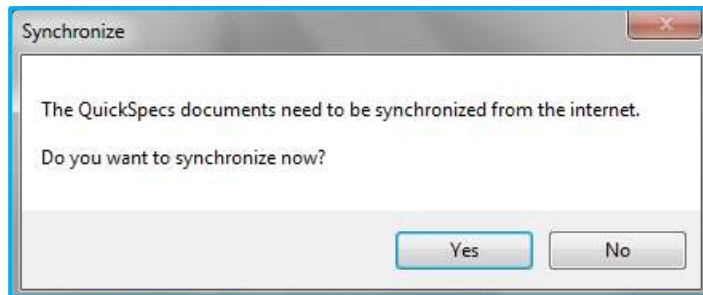 Synchronize
The QuickSpecs documents need to be synchronized from the internet.
Do you want to synchronize now?
Yes No